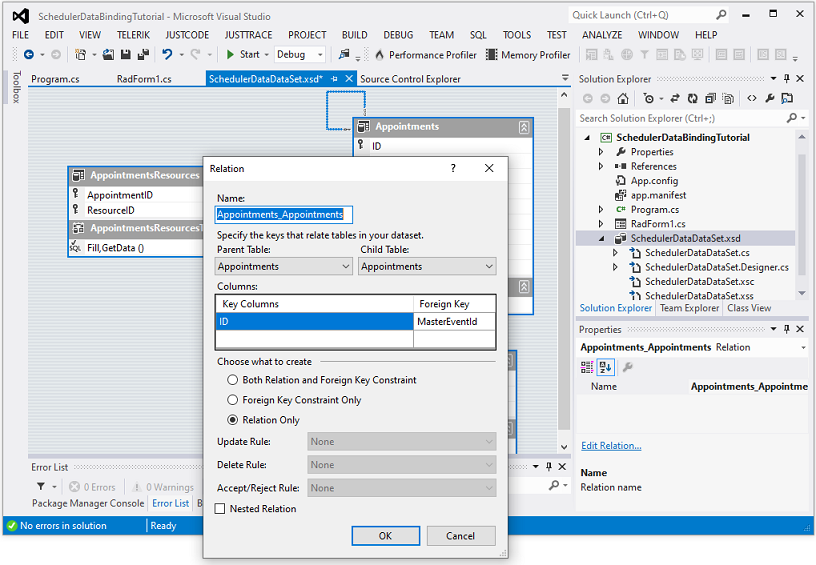 SchedulerDataBindingTutorial - Microsoft Visual Studio
Quick Launch (Ctrl+Q)
FILE EDIT VIEW TELERIK JUSTCODE JUSTTRACE PROJECT BUILD DEBUG TEAM SQL TOOLS TEST ANALYZE WINDOW HELP
Start Debug Performance Profiler Memory Profiler
Toolbox
Program.cs RadForm1.cs SchedulerDataDataSet.xsd* Source Control Explorer
Appointments
ID
AppointmentsResources
AppointmentID
ResourceID
AppointmentsResourcesT
SQL Fill,GetData ()
Relation
?
Name:
Appointments_Appointments
Specify the keys that relate tables in your dataset.
Parent Table: Child Table:
Appointments Appointments
Columns:
Key Columns Foreign Key
ID MasterEventId
Choose what to create
Both Relation and Foreign Key Constraint
Foreign Key Constraint Only
Relation Only
Update Rule: None
Delete Rule: None
Accept/Reject Rule: None
Nested Relation
OK Cancel
Solution Explorer
Search Solution Explorer (Ctrl+;)
SchedulerDataBindingTutorial
Properties
References
App.config
app.manifest
Program.cs
RadForm1.cs
SchedulerDataDataSet.xsd
SchedulerDataDataSet.cs
SchedulerDataDataSet.Designer.cs
SchedulerDataDataSet.xsc
SchedulerDataDataSet.xss
Solution Explorer Team Explorer Class View
Properties
Appointments_Appointments Relation
Name Appointments_Appointme
Edit Relation...
Name
Relation name
Error List
0 Errors 0 Warnings
Package Manager Console Error List B
No errors in solution Ready